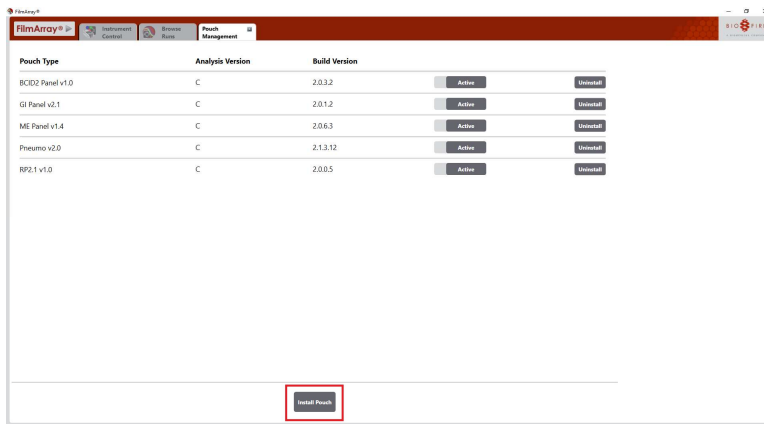 FilmArray®
FilmArray®
Instrument Control
Browse Runs
Pouch Management
BIOFIRE
Pouch Type Analysis Version Build Version
BCID2 Panel v1.0 C 2.0.3.2 Active Uninstall
GI Panel v2.1 C 2.0.1.2 Active Uninstall
ME Panel v1.4 C 2.0.6.3 Active Uninstall
Pneumo v2.0 C 2.1.3.12 Active Uninstall
RP2.1 v1.0 C 2.0.0.5 Active Uninstall
Install Pouch